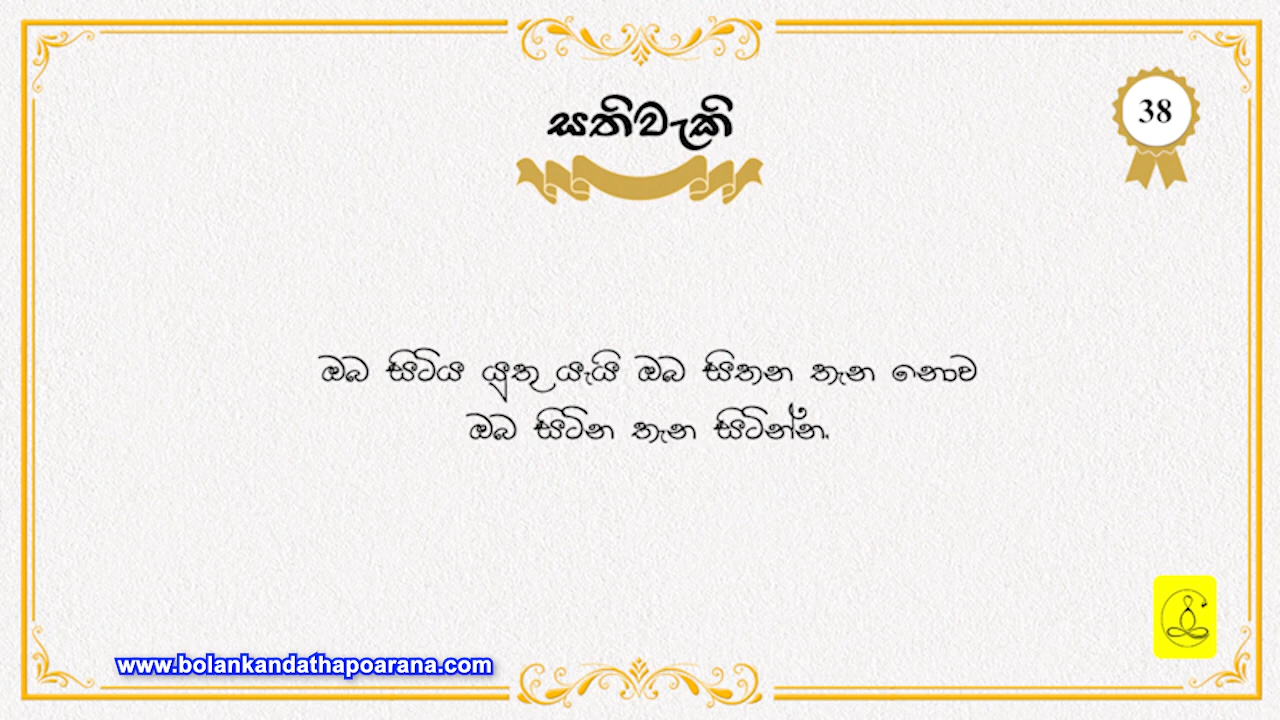 සතිවැකි
38
ඔබ සිටිය යුතු යැයි ඔබ සිතන තැන නොව
ඔබ සිටින තැන සිටින්න.
www.bolankandathapoarana.com